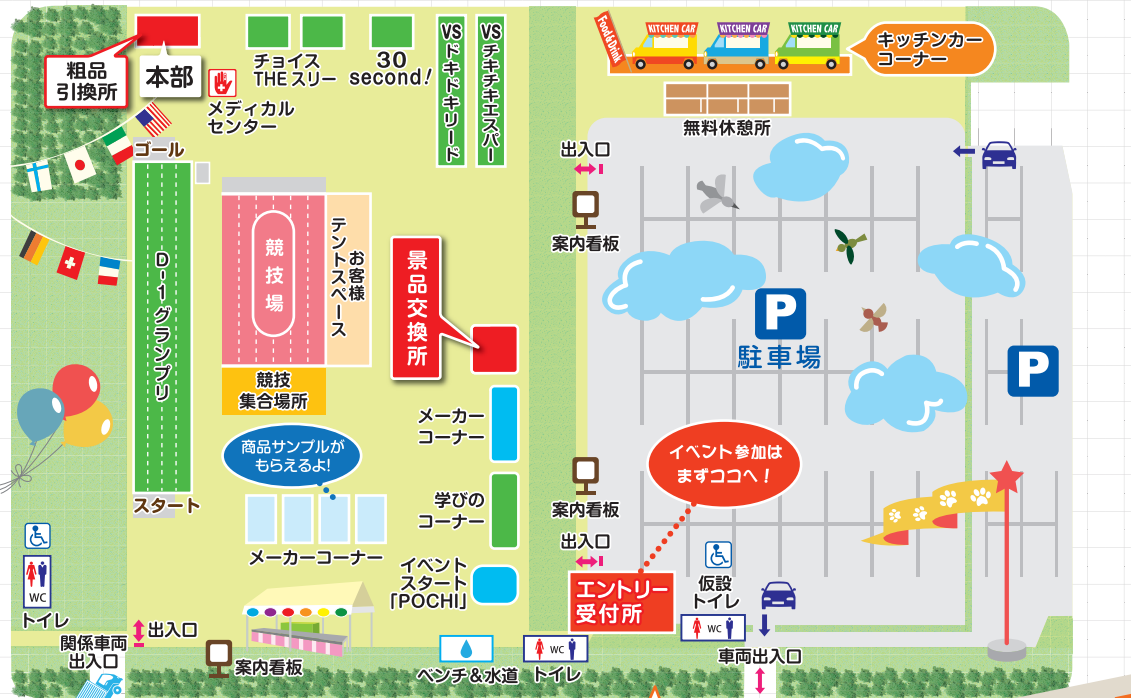 粗品
引換所
本部
メディカル
センター
チョイス
THE スリー
30
second!
VSドキドキリード
VSチキチキエスパー
Food&Drink
KITCHEN CAR
KITCHEN CAR
KITCHEN CAR
キッチンカー
コーナー
無料休憩所
出入口
案内看板
ゴール
D-1グランプリ
スタート
競技場
お客様
テントスペース
競技
集合場所
景品交換所
メーカー
コーナー
商品サンプルが
もらえるよ!
メーカーコーナー
学びの
コーナー
イベント
スタート
「POCHI」
P
駐車場
P
イベント参加は
まずココへ!
案内看板
出入口
エントリー
受付所
仮設
トイレ
WC
車両出入口
WC
トイレ
関係車両
出入口
出入口
案内看板
ベンチ&水道
WC
トイレ